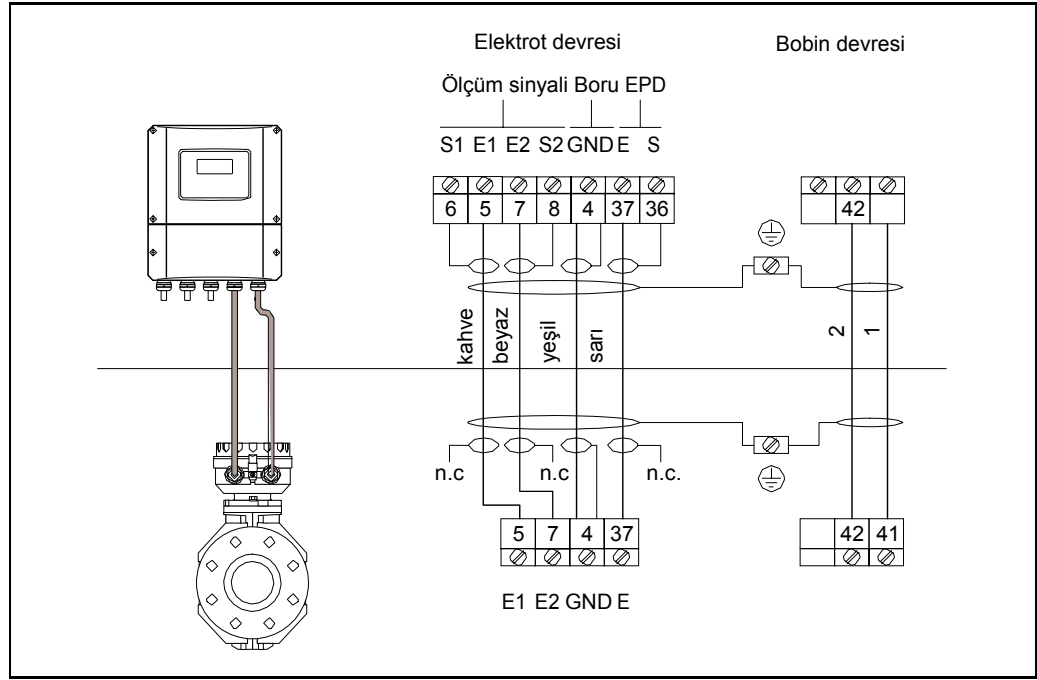 Elektrot devresi
Bobin devresi
Ölçüm sinyali Boru EPD
S1 E1 E2 S2 GND E S
6 5 7 8 4 37 36
42
kahve
beyaz
yeşil
sarı
2
1
n.c
n.c
n.c.
5 7 4 37
42 41
E1 E2 GND E